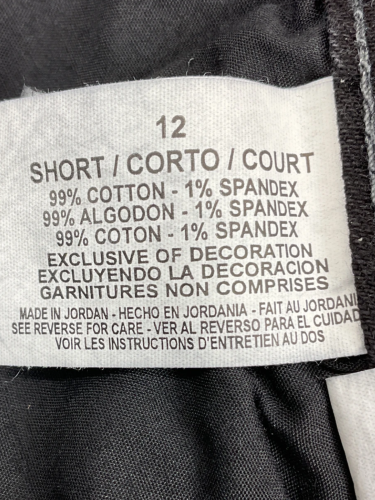 12
SHORT / CORTO / COURT
99% COTTON - 1% SPANDEX
99% ALGODON - 1% SPANDEX
99% COTON - 1% SPANDEX
EXCLUSIVE OF DECORATION
EXCLUYENDO LA DECORACION
GARNITURES NON COMPRISES
MADE IN JORDAN - HECHO EN JORDANIA - FAIT AU JORDANI
SEE REVERSE FOR CARE - VER AL REVERSO PARA EL CUIDAD
VOIR LES INSTRUCTIONS D'ENTRETIEN AU DOS